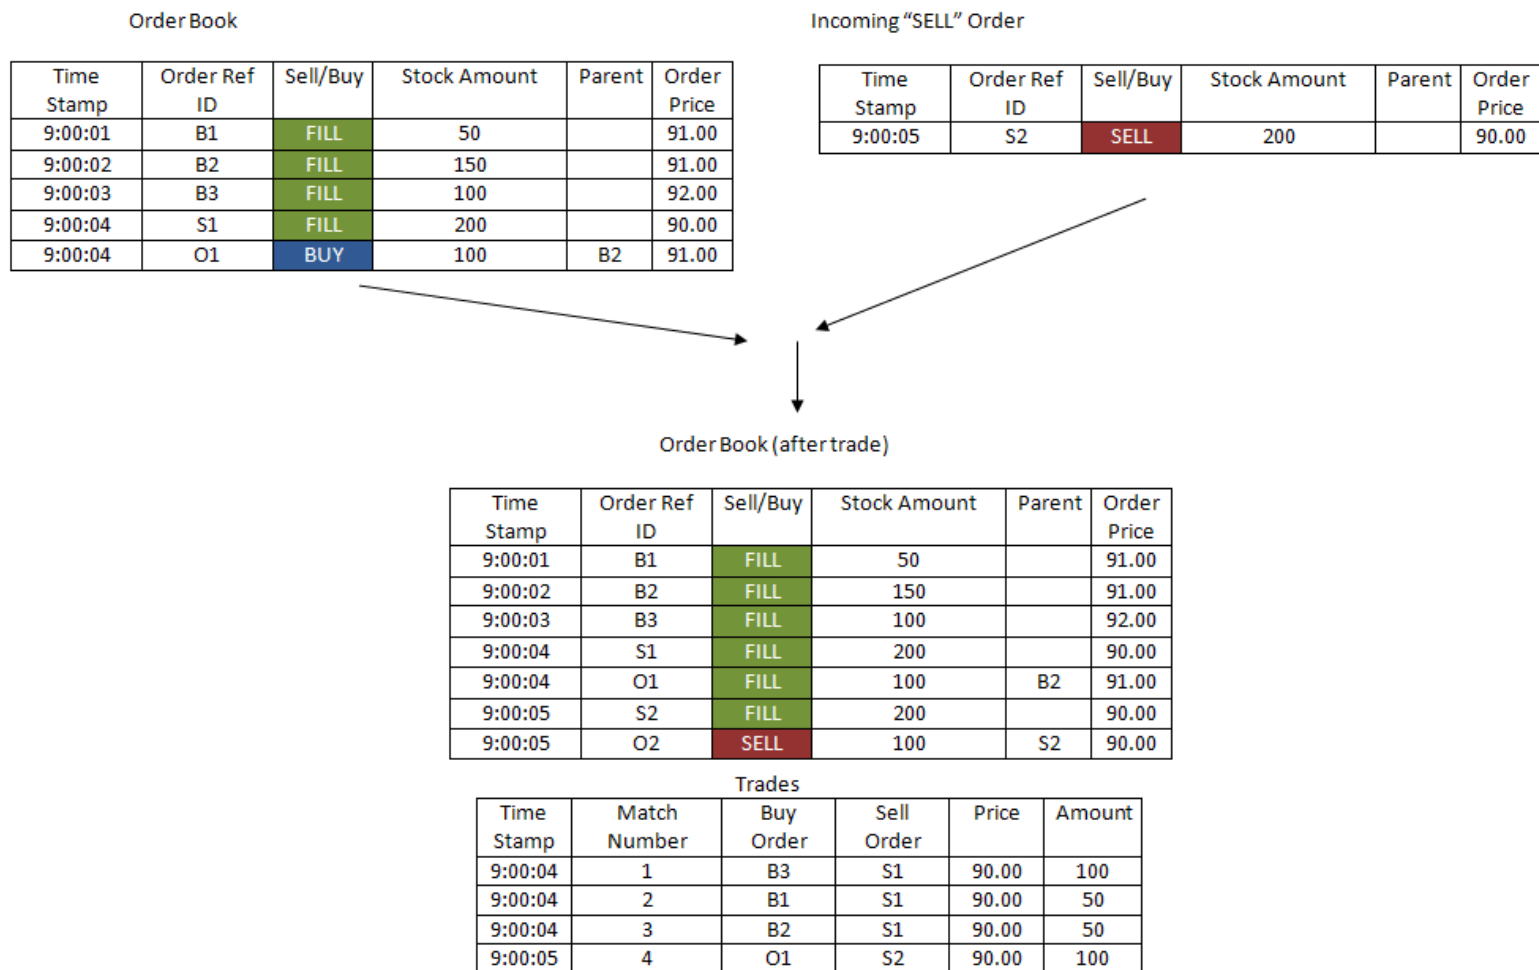 Order Book
Time Stamp Order Ref ID Sell/Buy Stock Amount Parent Order Price
9:00:01 B1 FILL 50 91.00
9:00:02 B2 FILL 150 91.00
9:00:03 B3 FILL 100 92.00
9:00:04 S1 FILL 200 90.00
9:00:04 O1 BUY 100 B2 91.00
Incoming “SELL” Order
Time Stamp Order Ref ID Sell/Buy Stock Amount Parent Order Price
9:00:05 S2 SELL 200 90.00
Order Book (after trade)
Time Stamp Order Ref ID Sell/Buy Stock Amount Parent Order Price
9:00:01 B1 FILL 50 91.00
9:00:02 B2 FILL 150 91.00
9:00:03 B3 FILL 100 92.00
9:00:04 S1 FILL 200 90.00
9:00:04 O1 FILL 100 B2 91.00
9:00:05 S2 FILL 200 90.00
9:00:05 O2 SELL 100 S2 90.00
Trades
Time Stamp Match Number Buy Order Sell Order Price Amount
9:00:04 1 B3 S1 90.00 100
9:00:04 2 B1 S1 90.00 50
9:00:04 3 B2 S1 90.00 50
9:00:05 4 O1 S2 90.00 100